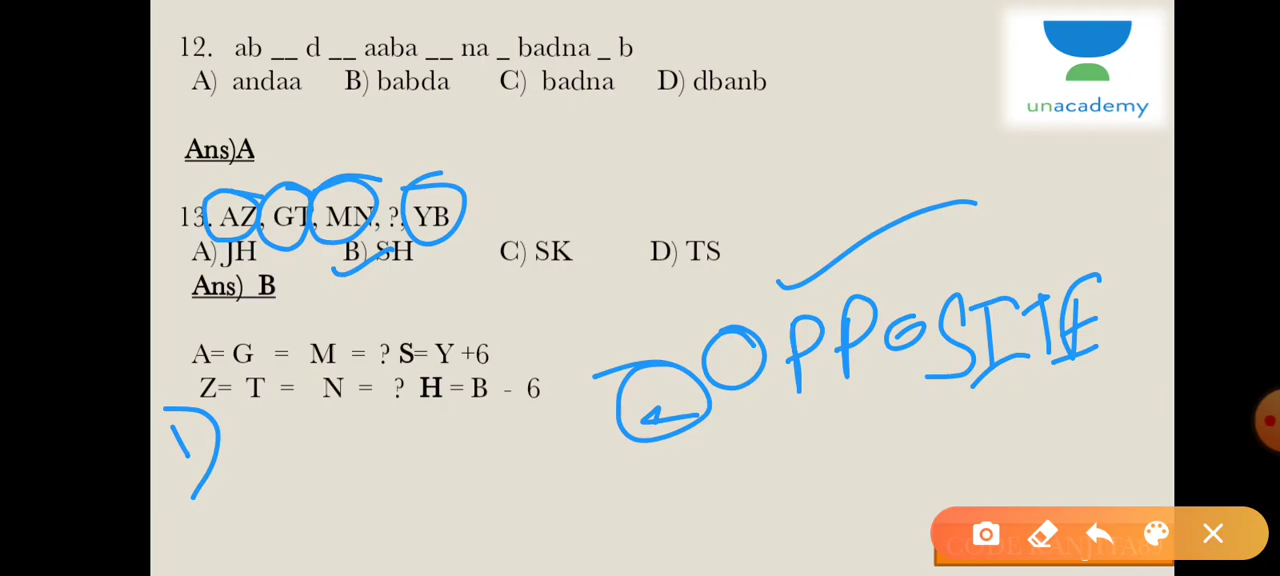 12. ab __ d __ aaba __ na _ badna _ b
A) andaa B) babda C) badna D) dbanb
unacademy
Ans)A
13. AZ, GT, MN, ?, YB
A) JH B) SH C) SK D) TS
Ans) B
OPPOSITE
A= G = M = ? S= Y +6
Z= T = N = ? H = B - 6
1)